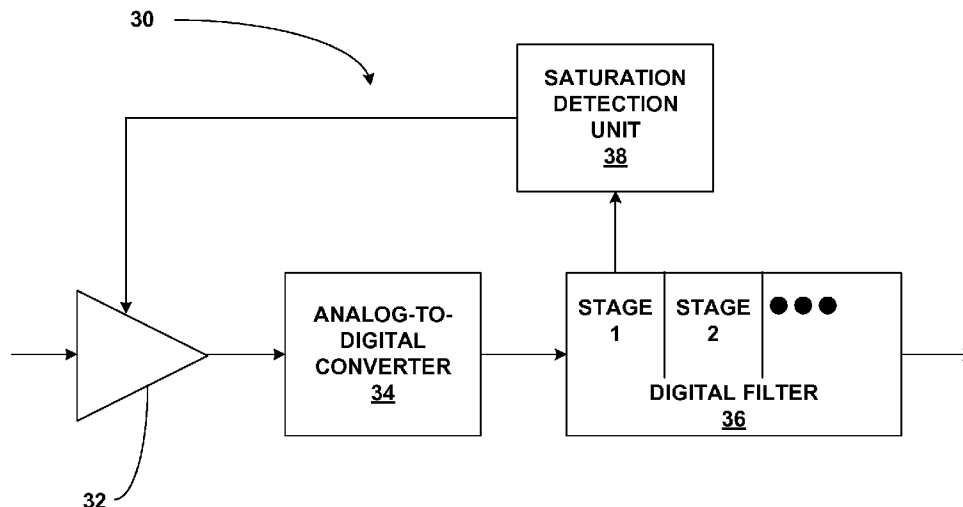 30
SATURATION
DETECTION
UNIT
38
ANALOG-TO-
DIGITAL
CONVERTER
34
STAGE
1
STAGE
2
DIGITAL FILTER
36
32